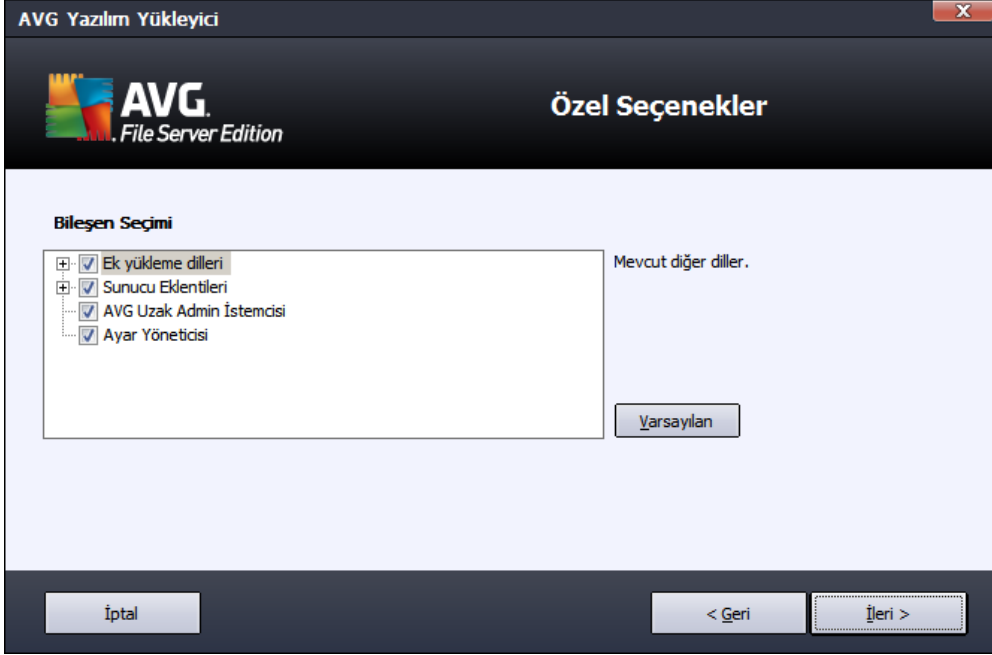 AVG Yazılım Yükleyici
AVG.
File Server Edition
Özel Seçenekler
Bileşen Seçimi
Ek yükleme dilleri
Mevcut diğer diller.
Sunucu Eklentileri
AVG Uzak Admin İstemcisi
Ayar Yöneticisi
Varsayılan
İptal
< Geri
İleri >